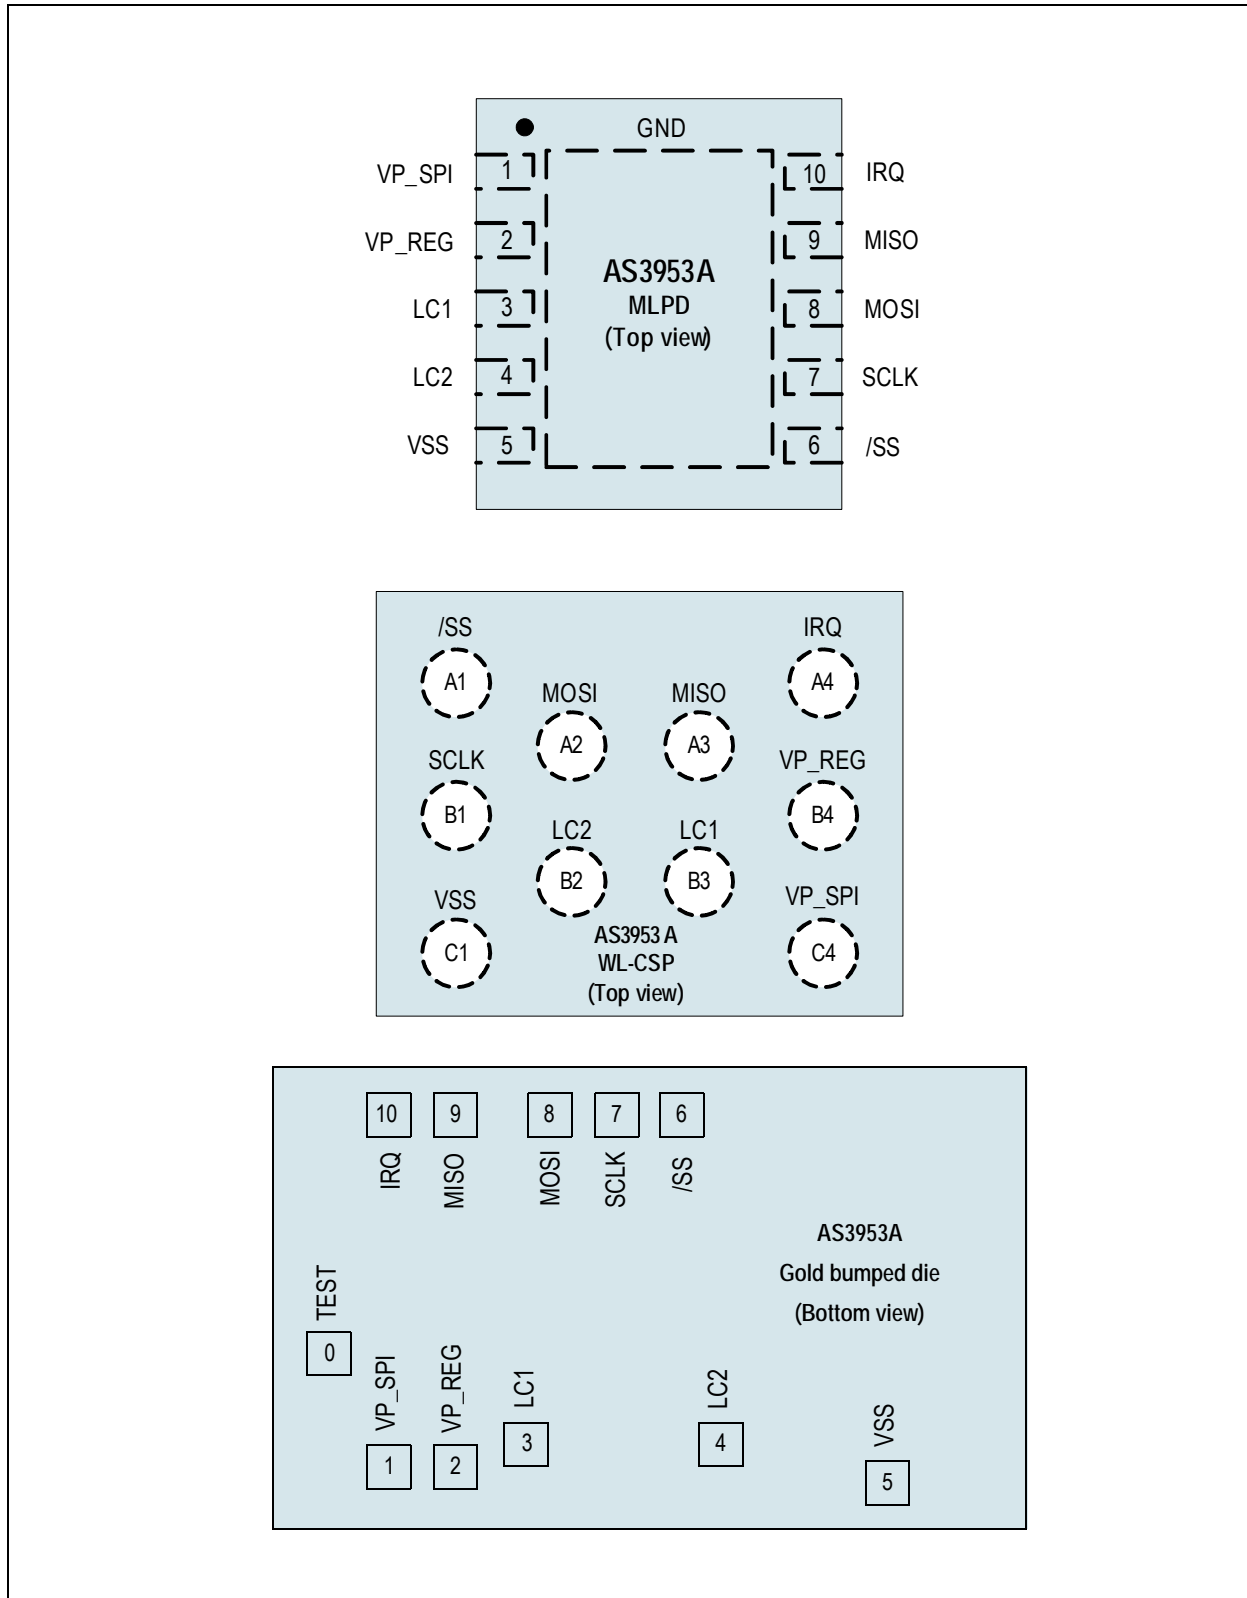 GND
VP_SPI 1 10 IRQ
VP_REG 2 9 MISO
AS3953A
LC1 3 MLPD 8 MOSI
(Top view)
LC2 4 7 SCLK
VSS 5 6 /SS
/SS IRQ
A1 A4
MOSI MISO
A2 A3
SCLK VP_REG
B1 B4
LC2 LC1
B2 B3
VSS VP_SPI
AS3953 A
C1 C4
WL-CSP
(Top view)
10 9 8 7 6
IRQ MISO MOSI SCLK /SS
AS3953A
Gold bumped die
(Bottom view)
TEST
0
VP_SPI VP_REG LC1 LC2 VSS
1 2 3 4 5